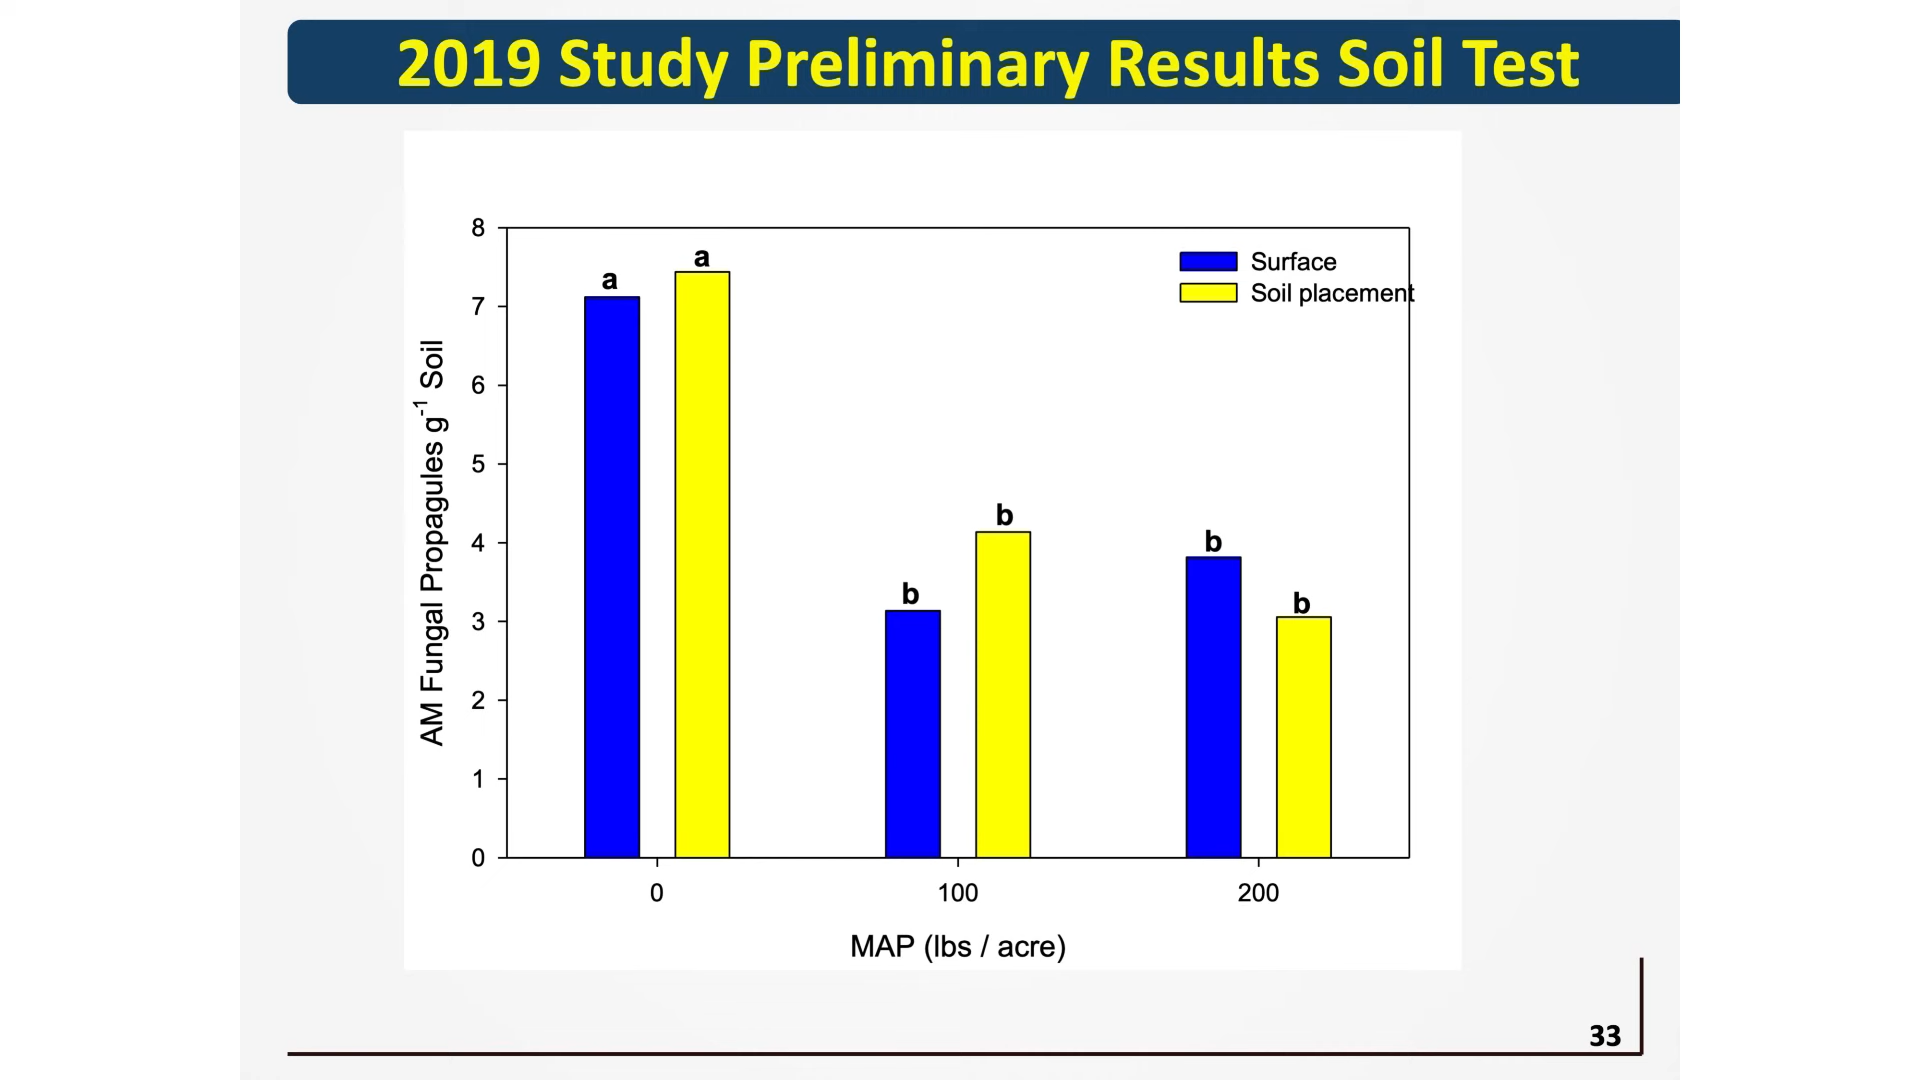 2019 Study Preliminary Results Soil Test
8
7
6
5
4
3
2
1
0
AM Fungal Propagules g⁻¹ Soil
a
a
b
b
b
b
Surface
Soil placement
0 100 200
MAP (lbs / acre)
33